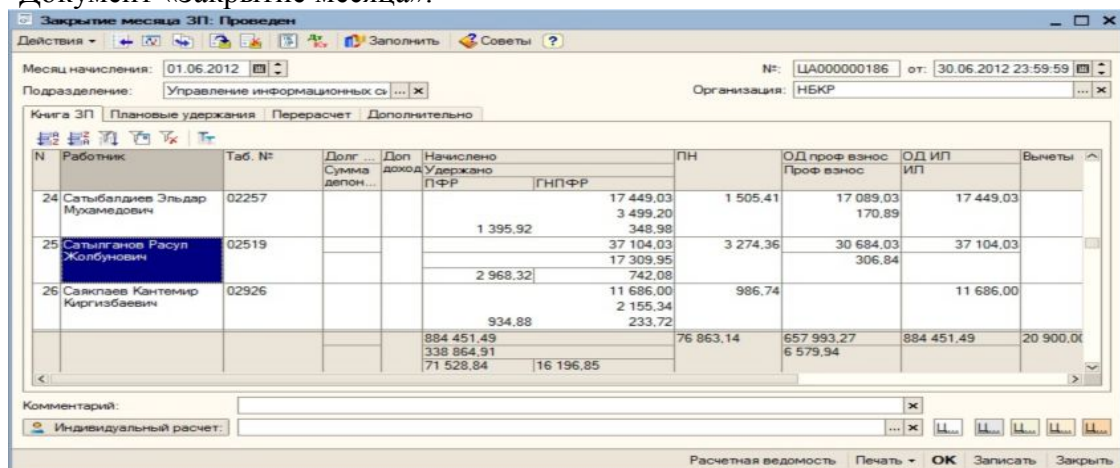 Документ «Закрытие месяца».
Закрытие месяца ЗП: Проведен
Действия Заполнить Советы ?
Месяц начисления: 01.06.2012 №: ЦА000000186 от: 30.06.2012 23:59:59
Подразделение: Управление информационных си ... × Организация: НБКР ... ×
Книга ЗП Плановые удержания Перерасчет Дополнительно
N Работник Таб. № Долг ... Доп Начислено ПН ОД проф взнос ОД ИП Вычеты
Сумма доход Удержано Проф взнос ИП
депон... ПФР ГНПФР
24 Сатыбалдиев Эльдар 02257 17 449,03 1 505,41 17 089,03 17 449,03
Мухамедович 3 499,20 170,89
1 395,92 348,98
25 Сатылганов Расул 02519 37 104,03 3 274,36 30 684,03 37 104,03
Жолбунович 17 309,95 306,84
2 968,32 742,08
26 Саякпаев Кантемир 02926 11 686,00 986,74 11 686,00
Киргизбаевич 2 155,34
934,88 233,72
884 451,49 76 863,14 657 993,27 884 451,49 20 900,00
338 864,91 6 579,94
71 528,84 16 196,85
Комментарий: ×
Индивидуальный расчет: ... × Ц... Ц... Ц... Ц... Ц...
Расчетная ведомость Печать OK Записать Закрыть